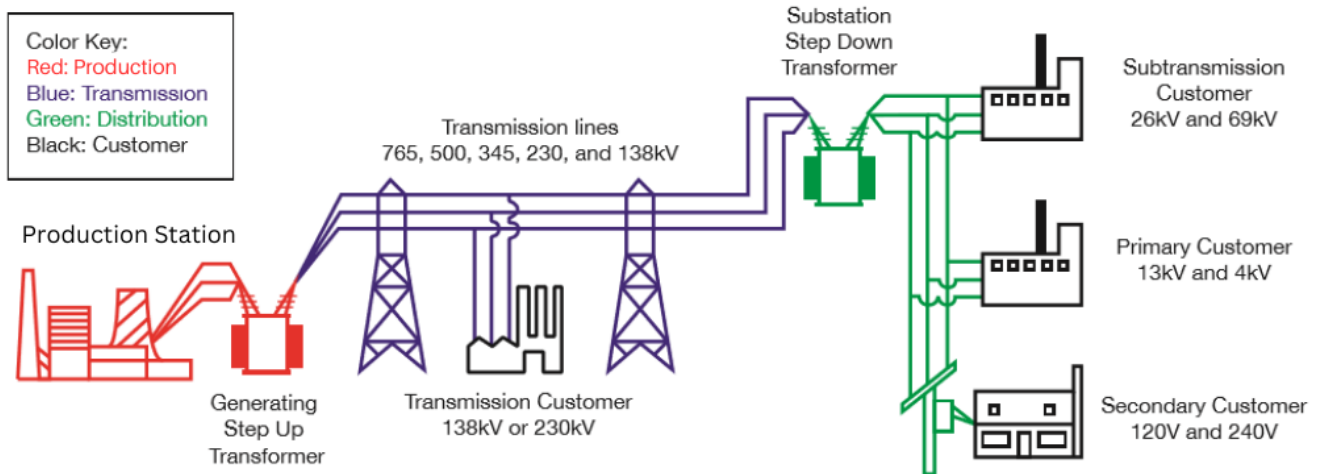 Color Key:
Red: Production
Blue: Transmission
Green: Distribution
Black: Customer
Substation
Step Down
Transformer
Subtransmission
Customer
26kV and 69kV
Transmission lines
765, 500, 345, 230, and 138kV
Production Station
Primary Customer
13kV and 4kV
Generating
Step Up
Transformer
Transmission Customer
138kV or 230kV
Secondary Customer
120V and 240V